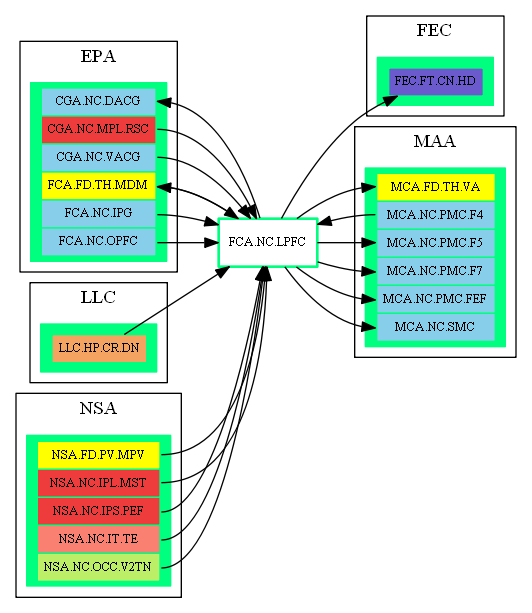 EPA
CGA.NC.DACG
CGA.NC.MPL.RSC
CGA.NC.VACG
FCA.FD.TH.MDM
FCA.NC.IPG
FCA.NC.OPFC
LLC
LLC.HP.CR.DN
NSA
NSA.FD.PV.MPV
NSA.NC.IPL.MST
NSA.NC.IPS.PEF
NSA.NC.IT.TE
NSA.NC.OCC.V2TN
FCA.NC.LPFC
FEC
FEC.FT.CN.HD
MAA
MCA.FD.TH.VA
MCA.NC.PMC.F4
MCA.NC.PMC.F5
MCA.NC.PMC.F7
MCA.NC.PMC.FEF
MCA.NC.SMC